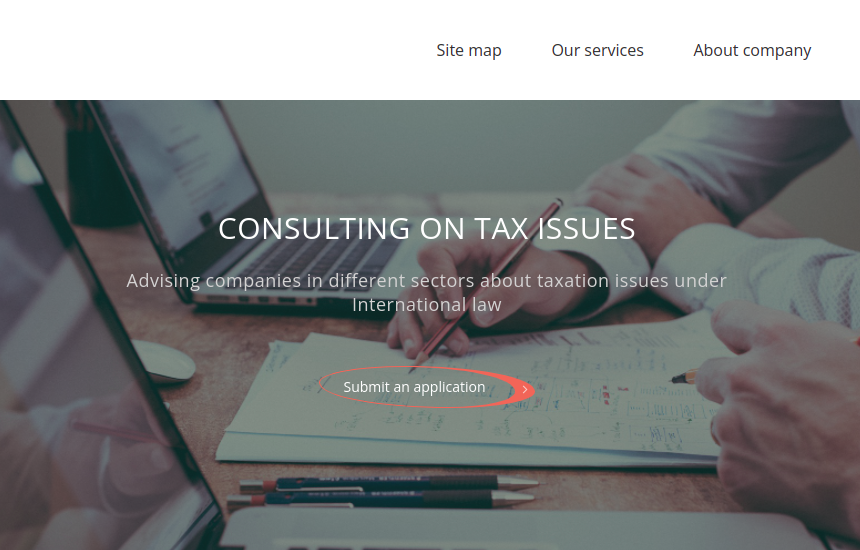 Site map Our services About company
CONSULTING ON TAX ISSUES
Advising companies in different sectors about taxation issues under
International law
Submit an application